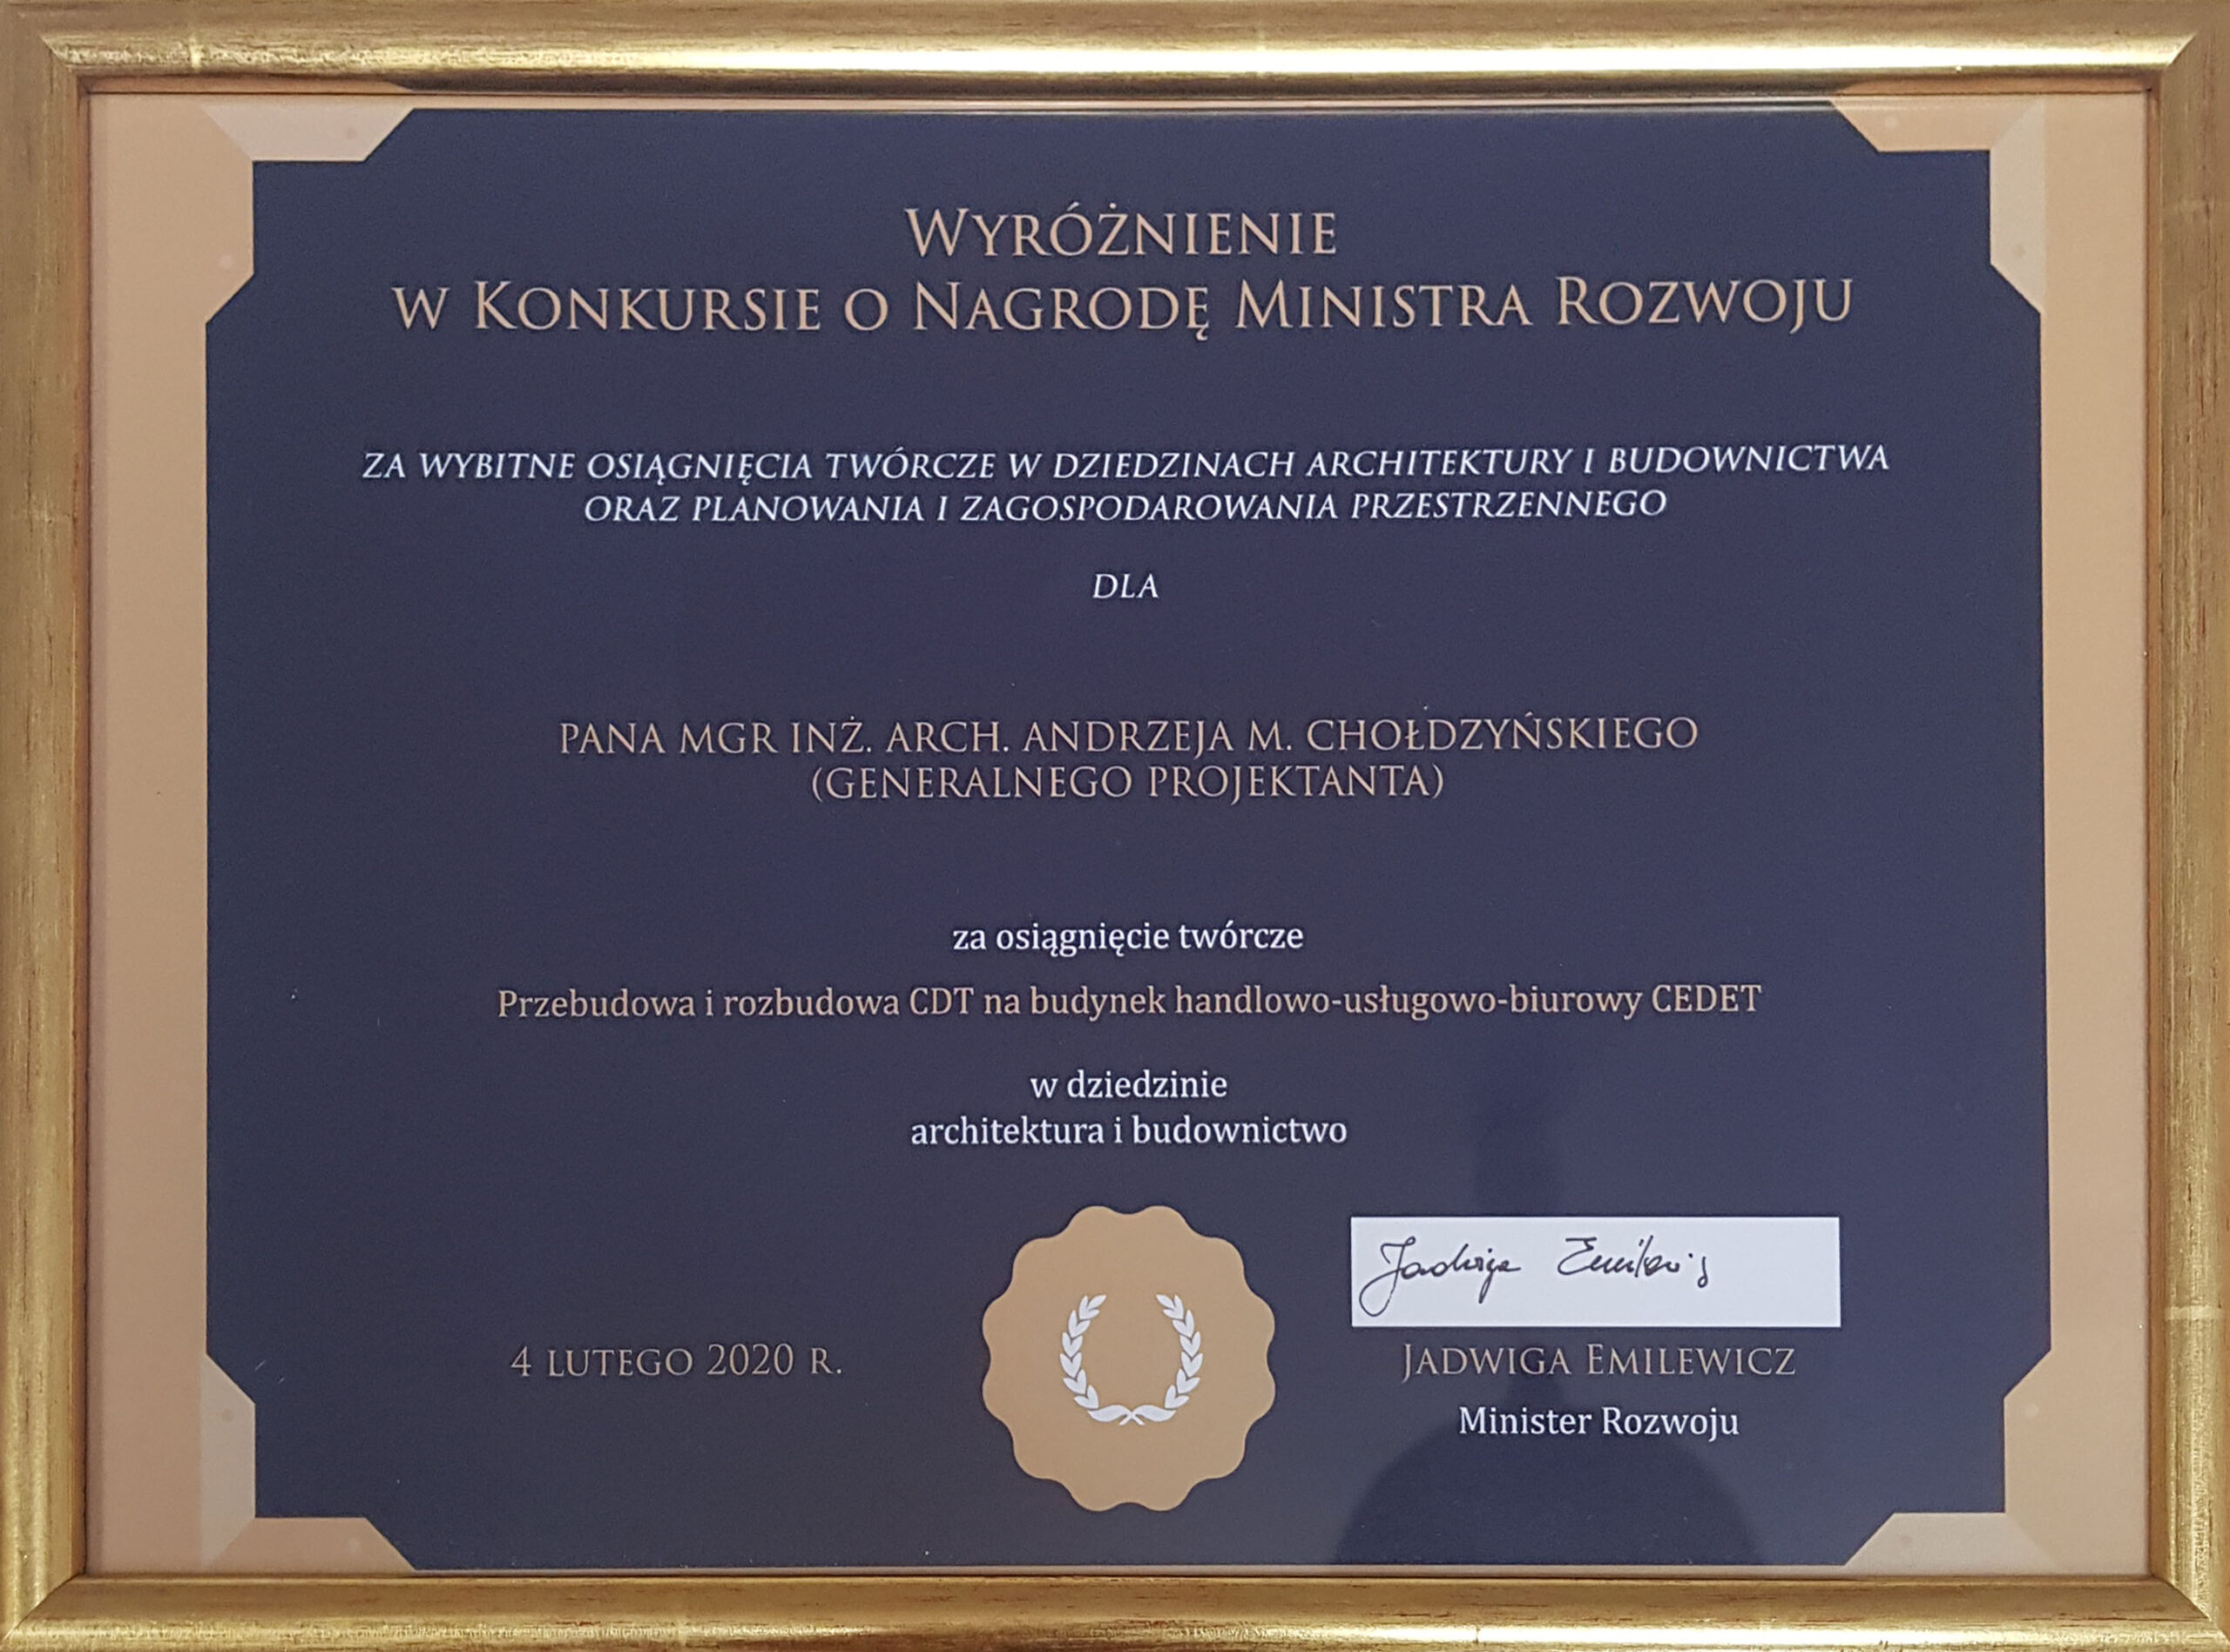 Wyróżnienie
w Konkursie o Nagrodę Ministra Rozwoju
ZA WYBITNE OSIĄGNIĘCIA TWÓRCZE W DZIEDZINACH ARCHITEKTURY I BUDOWNICTWA
ORAZ PLANOWANIA I ZAGOSPODAROWANIA PRZESTRZENNEGO
DLA
PANA MGR INŻ. ARCH. ANDRZEJA M. CHOŁDZYŃSKIEGO
(GENERALNEGO PROJEKTANTA)
za osiągnięcie twórcze
Przebudowa i rozbudowa CDT na budynek handlowo-usługowo-biurowy CEDET
w dziedzinie
architektura i budownictwo
Jadwiga Emilewicz
4 LUTEGO 2020 R.
JADWIGA EMILEWICZ
Minister Rozwoju